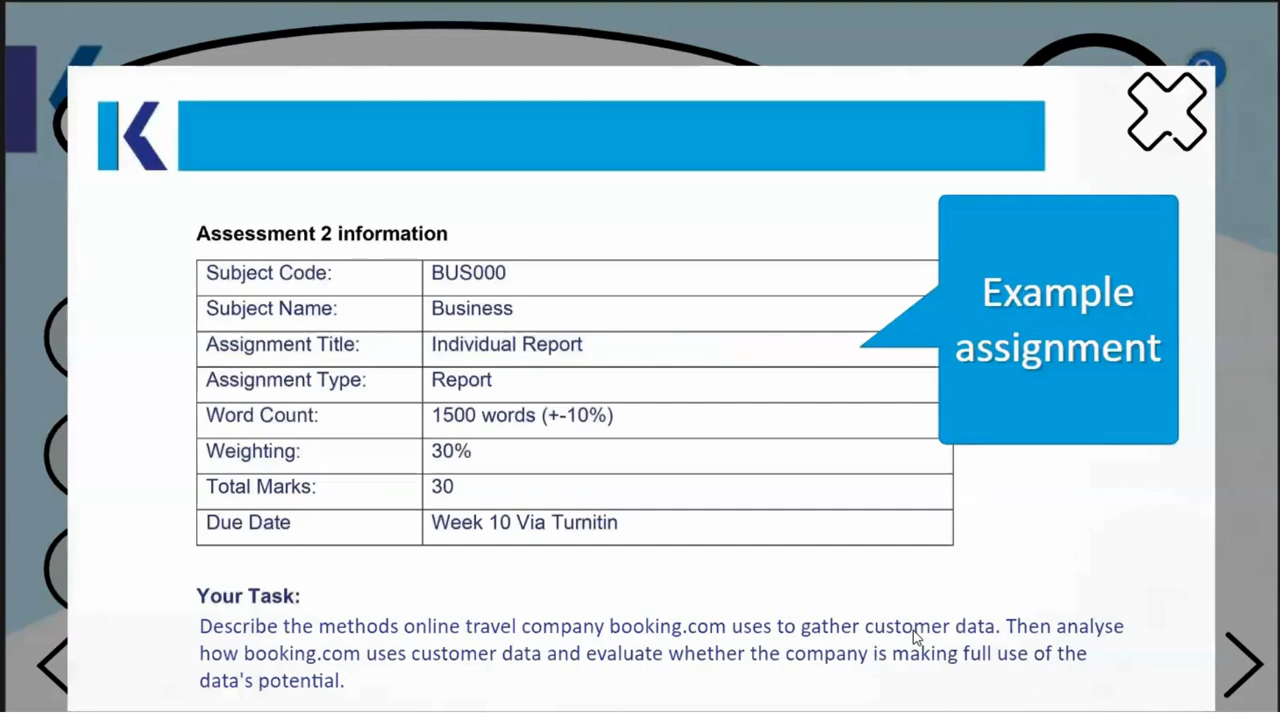 K
Assessment 2 information
Subject Code: BUS000
Subject Name: Business
Assignment Title: Individual Report
Assignment Type: Report
Word Count: 1500 words (+-10%)
Weighting: 30%
Total Marks: 30
Due Date Week 10 Via Turnitin
Example
assignment
Your Task:
Describe the methods online travel company booking.com uses to gather customer data. Then analyse
how booking.com uses customer data and evaluate whether the company is making full use of the
data's potential.